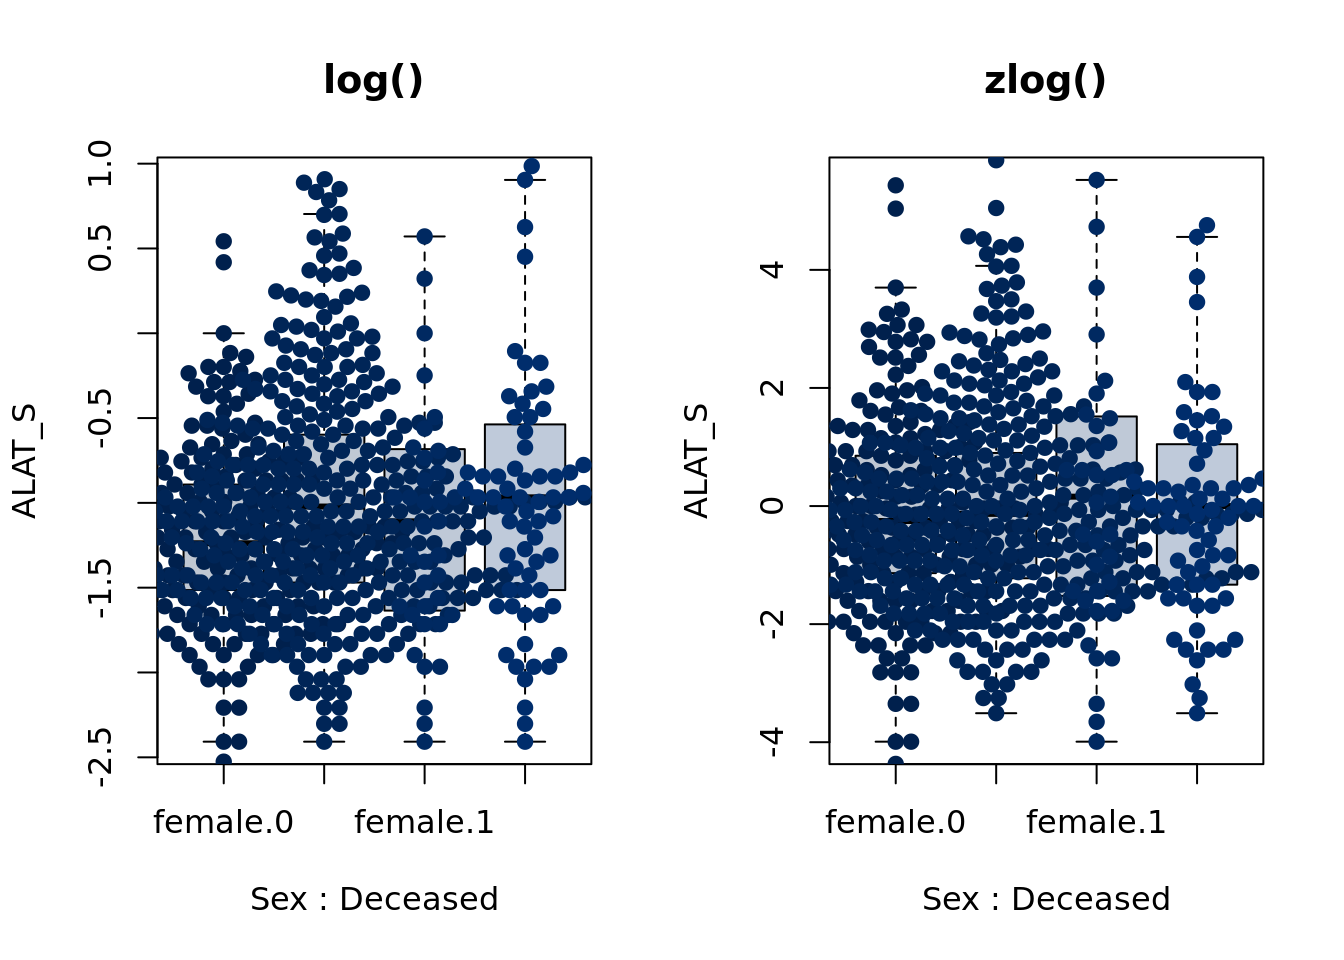 log()
1.0
0.5
-0.5
-1.5
-2.5
ALAT_S
female.0 female.1
Sex : Deceased
zlog()
4
2
0
-2
-4
ALAT_S
female.0 female.1
Sex : Deceased